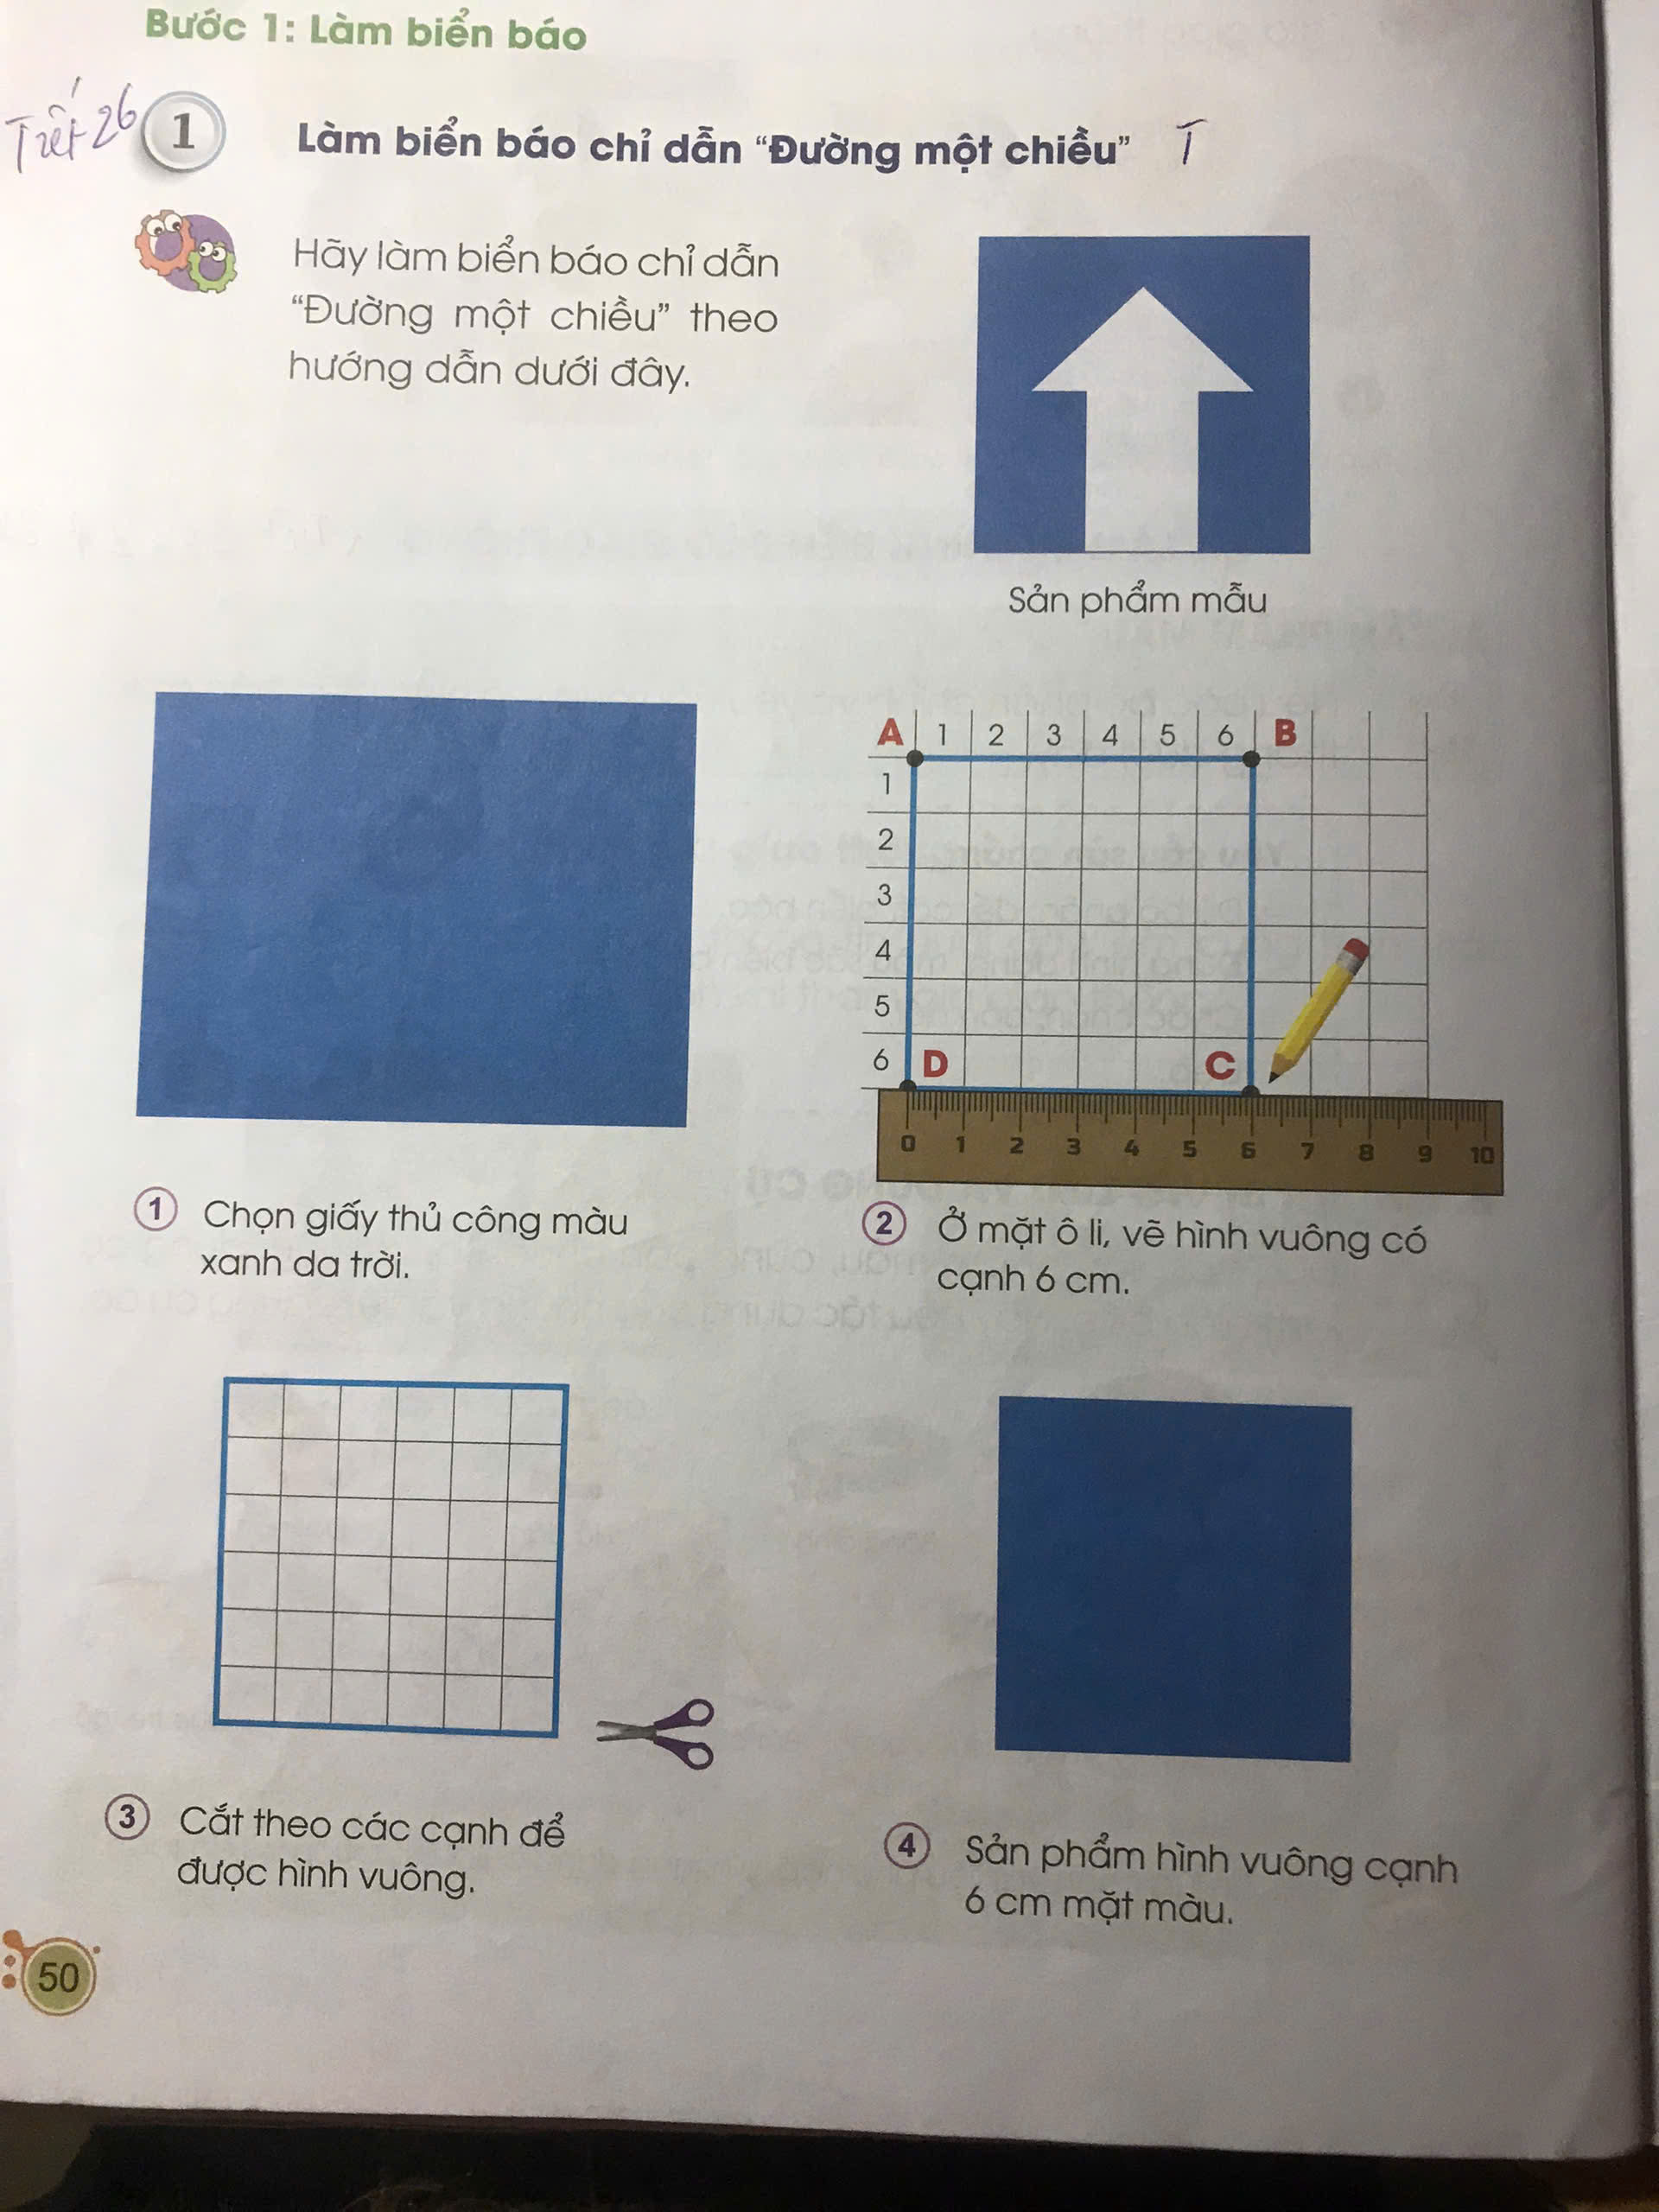 Bước 1: Làm biển báo
Tiết 26
1
Làm biển báo chỉ dẫn “Đường một chiều” T
Hãy làm biển báo chỉ dẫn
“Đường một chiều” theo
hướng dẫn dưới đây.
Sản phẩm mẫu
A 1 2 3 4 5 6 B
1
2
3
4
5
6 D C
0 1 2 3 4 5 6 7 8 9 10
1 Chọn giấy thủ công màu
xanh da trời.
2 Ở mặt ô li, vẽ hình vuông có
cạnh 6 cm.
3 Cắt theo các cạnh để
được hình vuông.
4 Sản phẩm hình vuông cạnh
6 cm mặt màu.
50